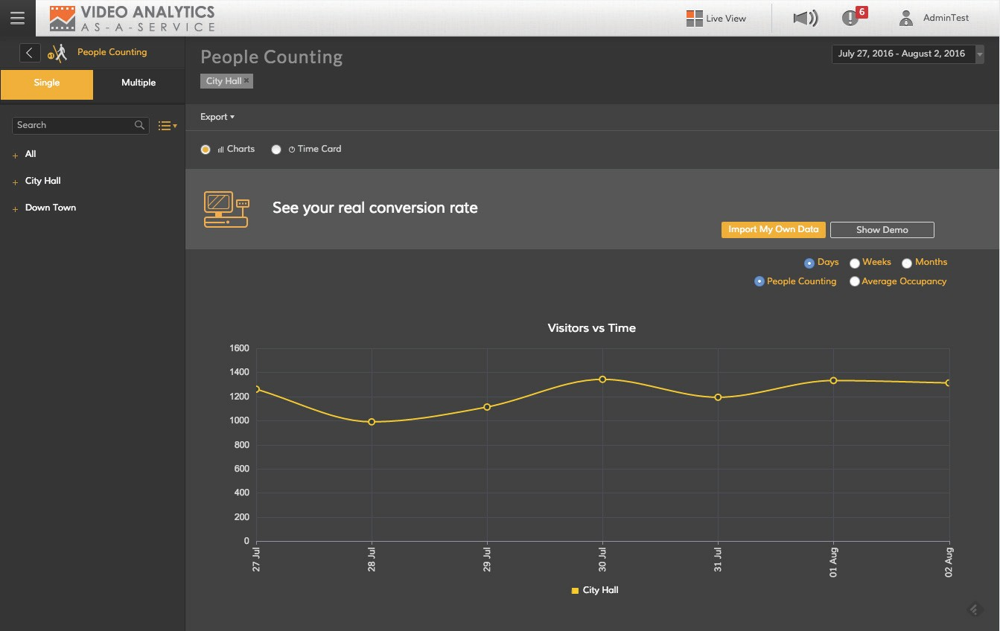 VIDEO ANALYTICS
AS-A-SERVICE
Live View
6
AdminTest
People Counting
Single
Multiple
Search
All
City Hall
Down Town
People Counting
July 27, 2016 - August 2, 2016
City Hall
Export
Charts
Time Card
See your real conversion rate
Import My Own Data
Show Demo
Days
Weeks
Months
People Counting
Average Occupancy
Visitors vs Time
1600
1400
1200
1000
800
600
400
200
0
27 Jul
28 Jul
29 Jul
30 Jul
31 Jul
01 Aug
02 Aug
City Hall